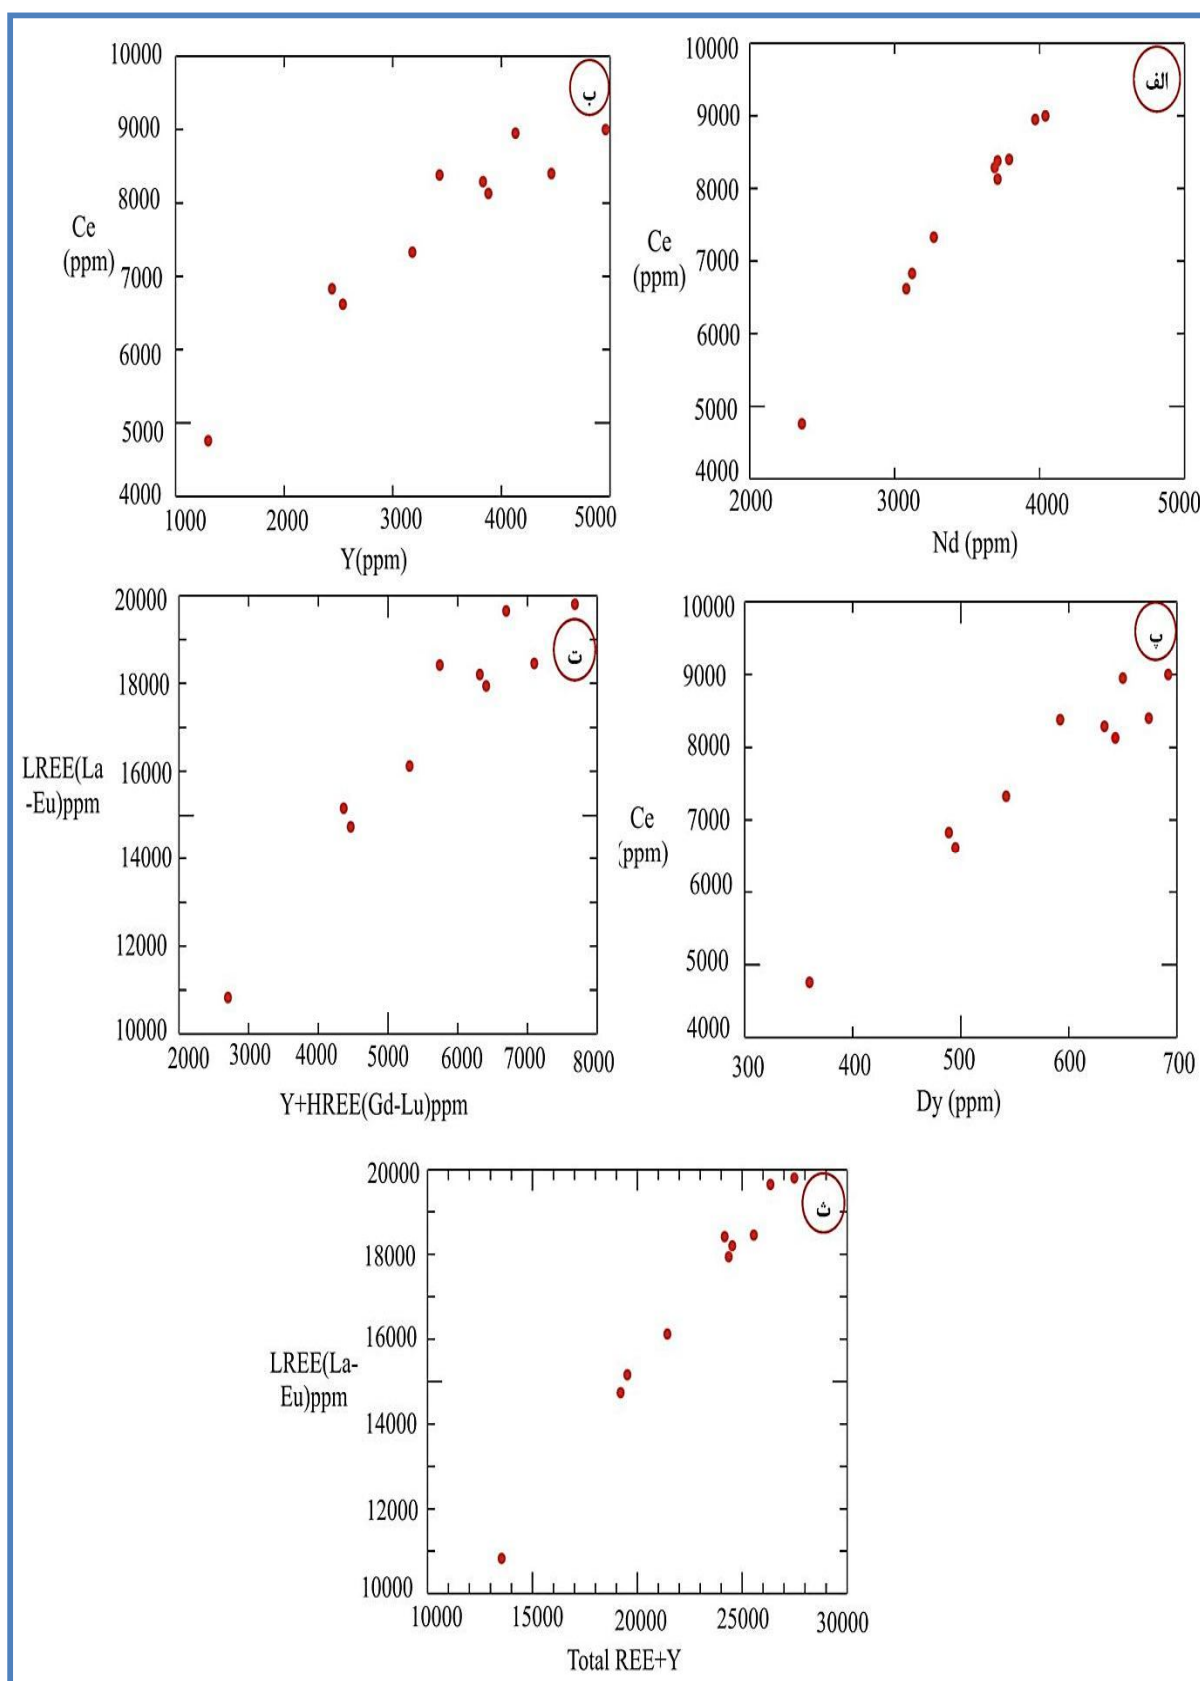 10000
9000
8000
7000
6000
5000
4000
Ce
(ppm)
1000
2000
3000
4000
5000
Y(ppm)
ب
10000
9000
8000
7000
6000
5000
4000
Ce
(ppm)
2000
3000
4000
5000
Nd (ppm)
الف
20000
18000
16000
14000
12000
10000
LREE(La
-Eu)ppm
2000
3000
4000
5000
6000
7000
8000
Y+HREE(Gd-Lu)ppm
ت
10000
9000
8000
7000
6000
5000
4000
Ce
(ppm)
300
400
500
600
700
Dy (ppm)
پ
20000
18000
16000
14000
12000
10000
LREE(La-
Eu)ppm
10000
15000
20000
25000
30000
Total REE+Y
ث